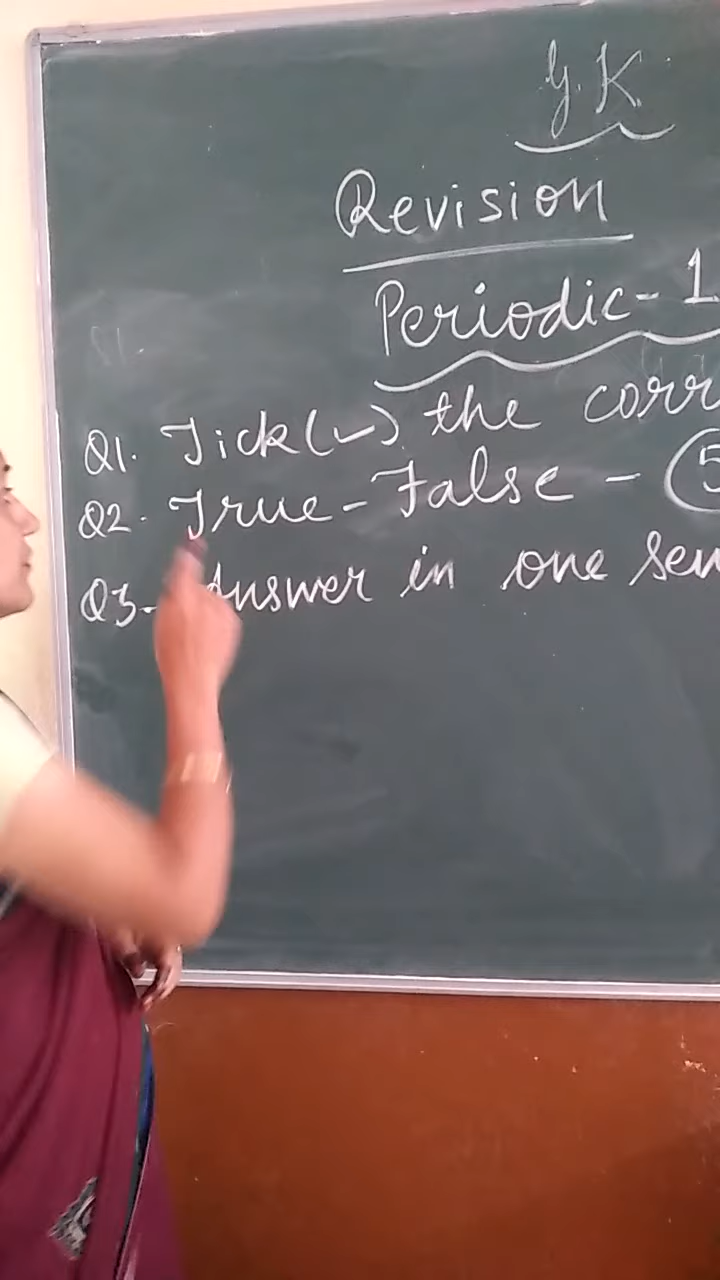 G.K
Revision
Periodic-1
Q1. Tick(✓) the corr
Q2. True-False - 5
Q3. Answer in one sen